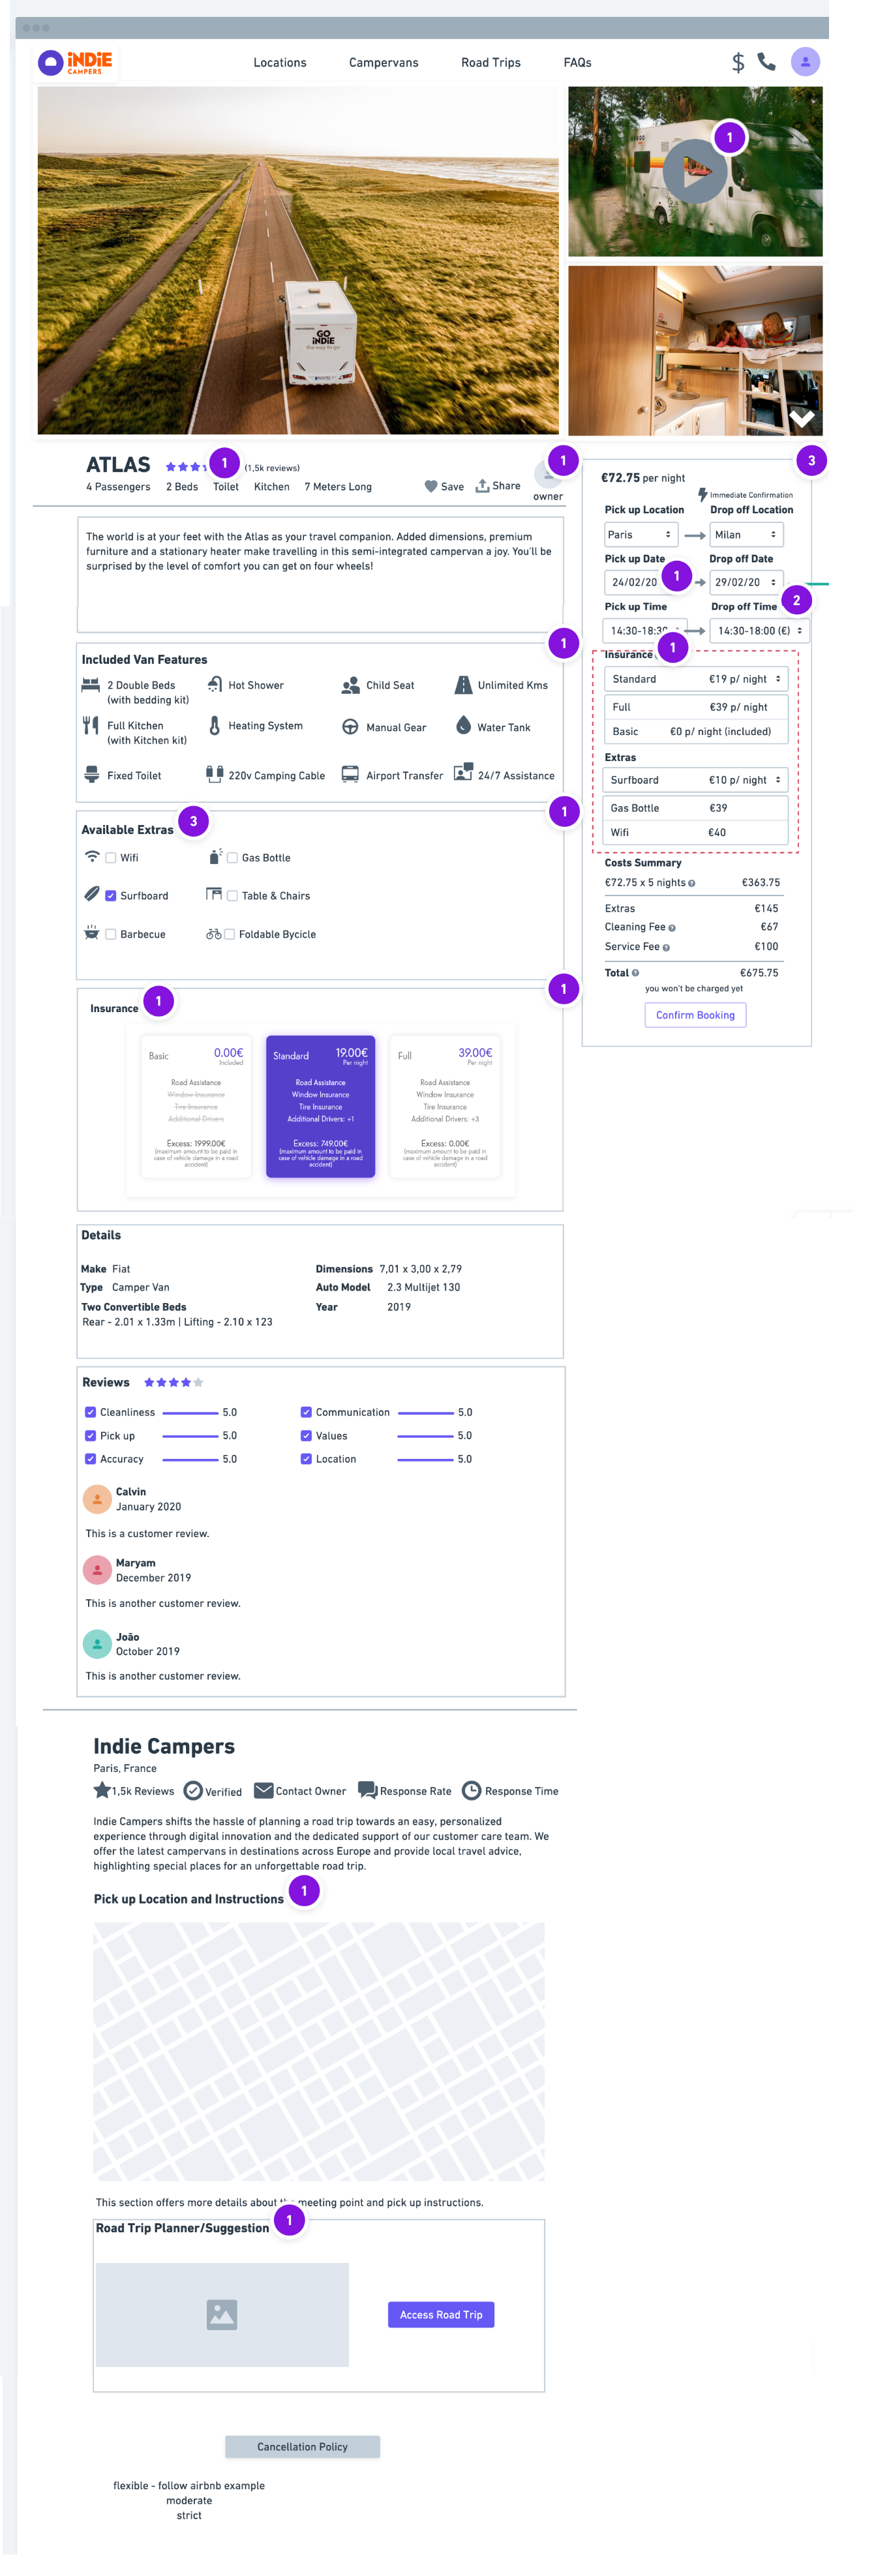 iNDiE
CAMPERS
Locations
Campervans
Road Trips
FAQs
$
1
GO
iNDiE
ATLAS
1
(1,5k reviews)
4 Passengers 2 Beds Toilet Kitchen 7 Meters Long
Save
Share
owner
1
The world is at your feet with the Atlas as your travel companion. Added dimensions, premium
furniture and a stationary heater make travelling in this semi-integrated campervan a joy. You'll be
surprised by the level of comfort you can get on four wheels!
3
€72.75 per night
Immediate Confirmation
Pick up Location Drop off Location
Paris Milan
Pick up Date Drop off Date
24/02/20 1 29/02/20
2
Pick up Time Drop off Time
14:30-18:30 14:30-18:00 (€)
1
Insurance
Standard €19 p/ night
Full €39 p/ night
Basic €0 p/ night (included)
Extras
Surfboard €10 p/ night
Gas Bottle €39
Wifi €40
Costs Summary
€72.75 x 5 nights €363.75
Extras €145
Cleaning Fee €67
Service Fee €100
Total €675.75
you won't be charged yet
Confirm Booking
1
Included Van Features
2 Double Beds
(with bedding kit)
Hot Shower
Child Seat
Unlimited Kms
Full Kitchen
(with Kitchen kit)
Heating System
Manual Gear
Water Tank
Fixed Toilet
220v Camping Cable
Airport Transfer
24/7 Assistance
1
Available Extras 3
Wifi Gas Bottle
Surfboard Table & Chairs
Barbecue Foldable Bycicle
1
Insurance 1
Basic 0.00€
Included
Road Assistance
Window Insurance
Tire Insurance
Additional Drivers
Excess: 1999.00€
(maximum amount to be paid in
case of vehicle damage in a road
accident)
Standard 19.00€
Per night
Road Assistance
Window Insurance
Tire Insurance
Additional Drivers: +1
Excess: 749.00€
(maximum amount to be paid in
case of vehicle damage in a road
accident)
Full 39.00€
Per night
Road Assistance
Window Insurance
Tire Insurance
Additional Drivers: +3
Excess: 0.00€
(maximum amount to be paid in
case of vehicle damage in a road
accident)
Details
Make Fiat
Dimensions 7,01 x 3,00 x 2,79
Type Camper Van
Auto Model 2.3 Multijet 130
Two Convertible Beds
Year 2019
Rear - 2.01 x 1.33m | Lifting - 2.10 x 123
Reviews
Cleanliness 5.0 Communication 5.0
Pick up 5.0 Values 5.0
Accuracy 5.0 Location 5.0
Calvin
January 2020
This is a customer review.
Maryam
December 2019
This is another customer review.
João
October 2019
This is another customer review.
Indie Campers
Paris, France
1,5k Reviews Verified Contact Owner Response Rate Response Time
Indie Campers shifts the hassle of planning a road trip towards an easy, personalized
experience through digital innovation and the dedicated support of our customer care team. We
offer the latest campervans in destinations across Europe and provide local travel advice,
highlighting special places for an unforgettable road trip.
Pick up Location and Instructions 1
This section offers more details about the meeting point and pick up instructions.
Road Trip Planner/Suggestion 1
Access Road Trip
Cancellation Policy
flexible - follow airbnb example
moderate
strict